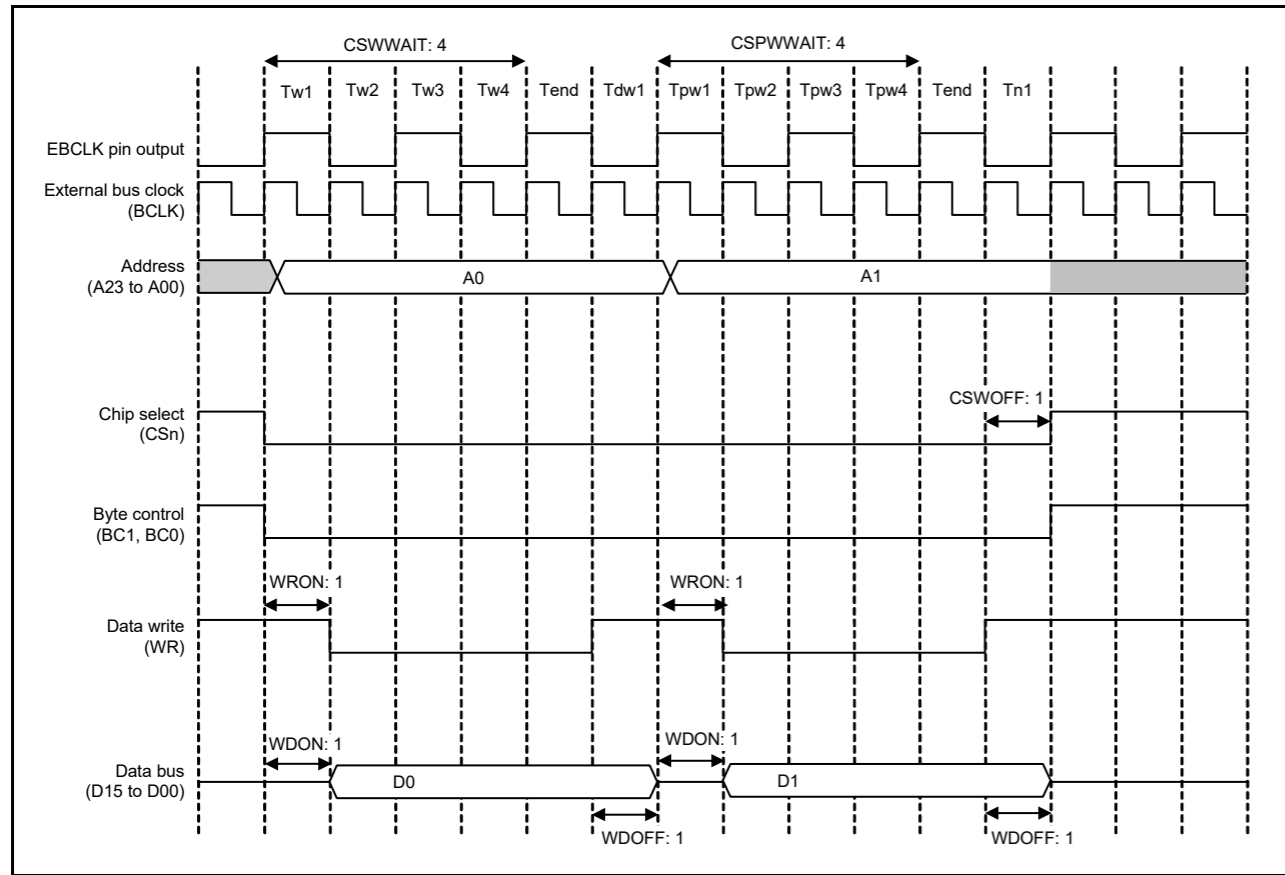 CSWWAIT: 4
CSPWWAIT: 4
Tw1 Tw2 Tw3 Tw4 Tend Tdw1 Tpw1 Tpw2 Tpw3 Tpw4 Tend Tn1
EBCLK pin output
External bus clock
(BCLK)
Address
(A23 to A00)
A0
A1
Chip select
(CSn)
CSWOFF: 1
Byte control
(BC1, BC0)
WRON: 1
WRON: 1
Data write
(WR)
WDON: 1
WDON: 1
Data bus
(D15 to D00)
D0
D1
WDOFF: 1
WDOFF: 1